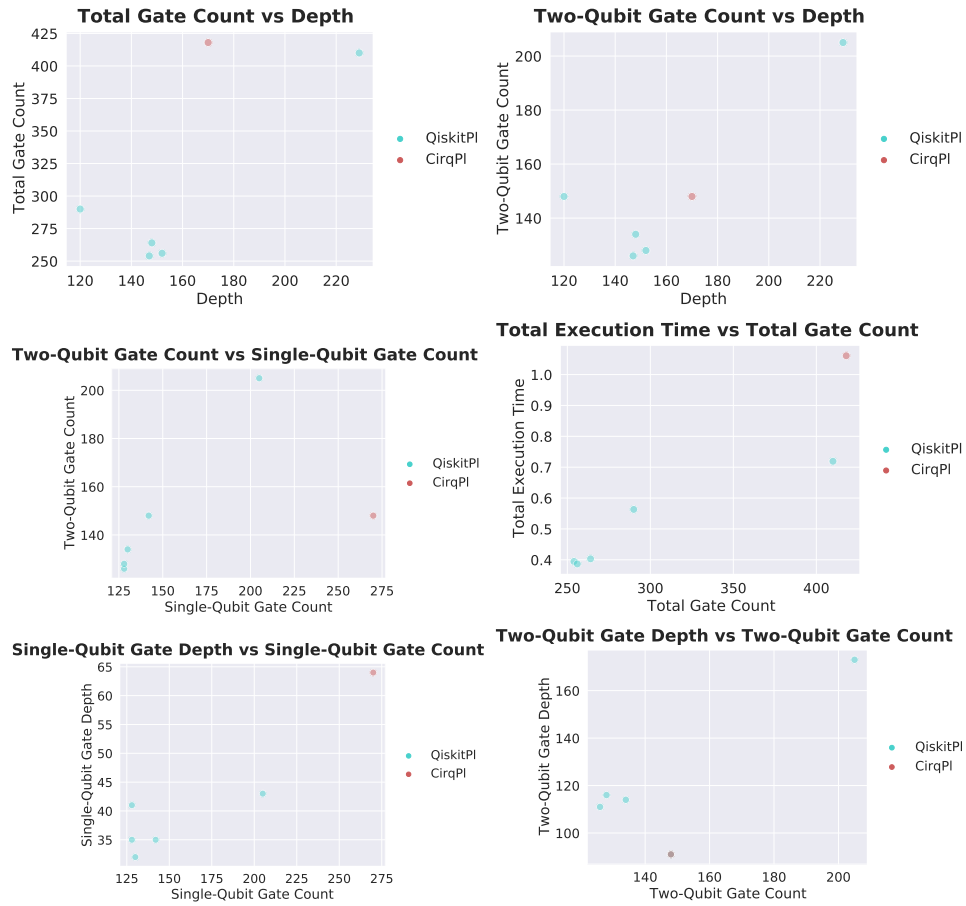 Total Gate Count vs Depth
425
400
375
350
325
300
275
250
Total Gate Count
120 140 160 180 200 220
Depth
QiskitPl
CirqPl
Two-Qubit Gate Count vs Depth
200
180
160
140
Two-Qubit Gate Count
120 140 160 180 200 220
Depth
QiskitPl
CirqPl
Two-Qubit Gate Count vs Single-Qubit Gate Count
200
180
160
140
Two-Qubit Gate Count
125 150 175 200 225 250 275
Single-Qubit Gate Count
QiskitPl
CirqPl
Total Execution Time vs Total Gate Count
1.0
0.9
0.8
0.7
0.6
0.5
0.4
Total Execution Time
250 300 350 400
Total Gate Count
QiskitPl
CirqPl
Single-Qubit Gate Depth vs Single-Qubit Gate Count
65
60
55
50
45
40
35
Single-Qubit Gate Depth
125 150 175 200 225 250 275
Single-Qubit Gate Count
QiskitPl
CirqPl
Two-Qubit Gate Depth vs Two-Qubit Gate Count
160
140
120
100
Two-Qubit Gate Depth
140 160 180 200
Two-Qubit Gate Count
QiskitPl
CirqPl